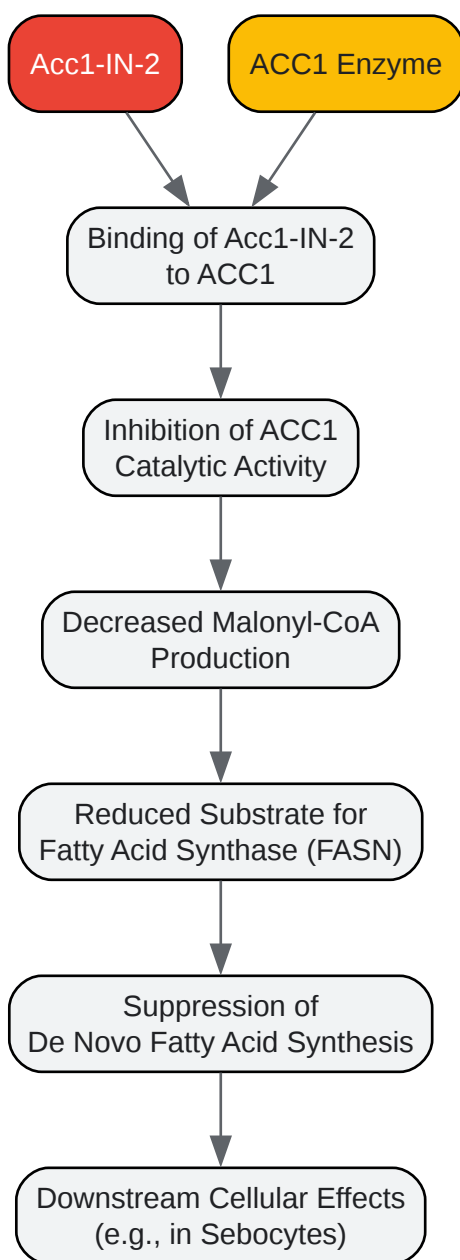 Acc1-IN-2
ACC1 Enzyme
Binding of Acc1-IN-2
to ACC1
Inhibition of ACC1
Catalytic Activity
Decreased Malonyl-CoA
Production
Reduced Substrate for
Fatty Acid Synthase (FASN)
Suppression of
De Novo Fatty Acid Synthesis
Downstream Cellular Effects
(e.g., in Sebocytes)